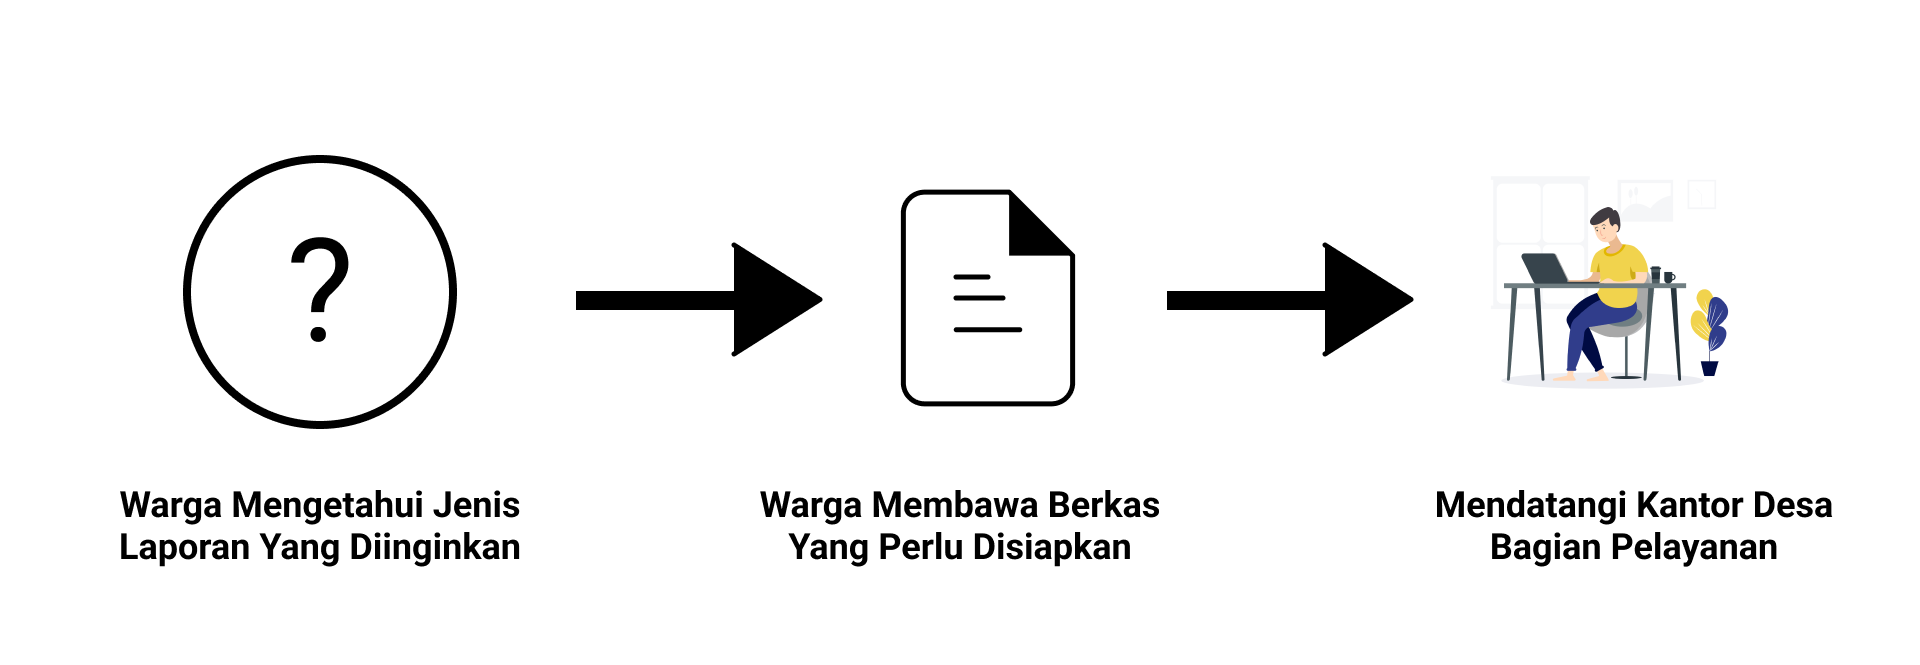 ?
Warga Mengetahui Jenis
Laporan Yang Diinginkan
Warga Membawa Berkas
Yang Perlu Disiapkan
Mendatangi Kantor Desa
Bagian Pelayanan